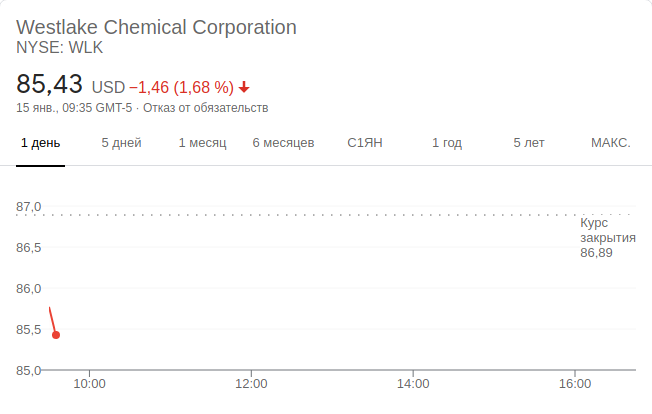 Westlake Chemical Corporation
NYSE: WLK
85,43 USD −1,46 (1,68 %)
15 янв., 09:35 GMT-5 · Отказ от обязательств
1 день 5 дней 1 месяц 6 месяцев С1ЯН 1 год 5 лет МАКС.
87,0
Курс
закрытия
86,89
86,5
86,0
85,5
85,0
10:00 12:00 14:00 16:00